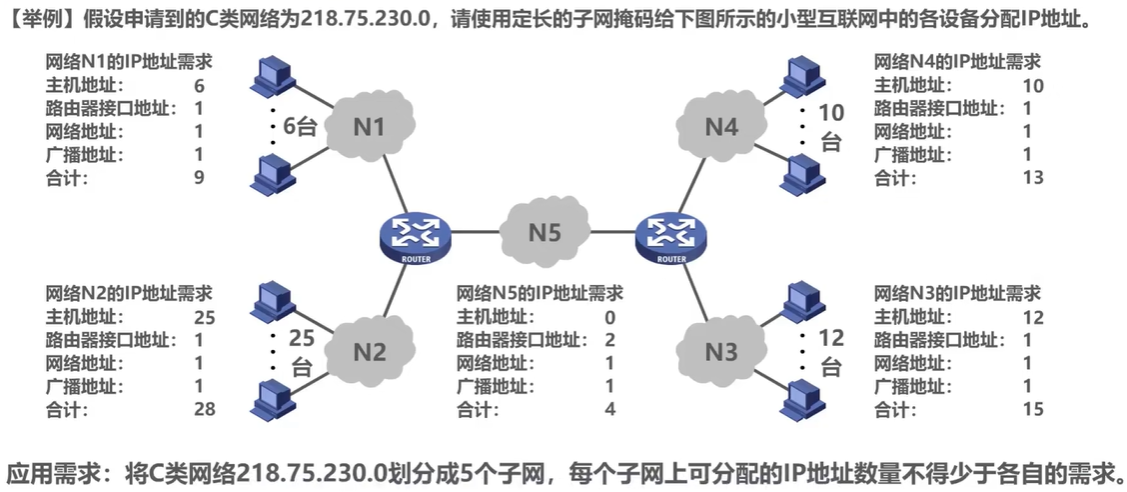 【举例】假设申请到的C类网络为218.75.230.0，请使用定长的子网掩码给下图所示的小型互联网中的各设备分配IP地址。
网络N1的IP地址需求
主机地址： 6
路由器接口地址： 1
网络地址： 1
广播地址： 1
合计： 9
6台
N1
N4
10
台
网络N4的IP地址需求
主机地址： 10
路由器接口地址： 1
网络地址： 1
广播地址： 1
合计： 13
ROUTER
N5
ROUTER
网络N2的IP地址需求
主机地址： 25
路由器接口地址： 1
网络地址： 1
广播地址： 1
合计： 28
25
台
N2
网络N5的IP地址需求
主机地址： 0
路由器接口地址： 2
网络地址： 1
广播地址： 1
合计： 4
N3
12
台
网络N3的IP地址需求
主机地址： 12
路由器接口地址： 1
网络地址： 1
广播地址： 1
合计： 15
应用需求：将C类网络218.75.230.0划分成5个子网，每个子网上可分配的IP地址数量不得少于各自的需求。